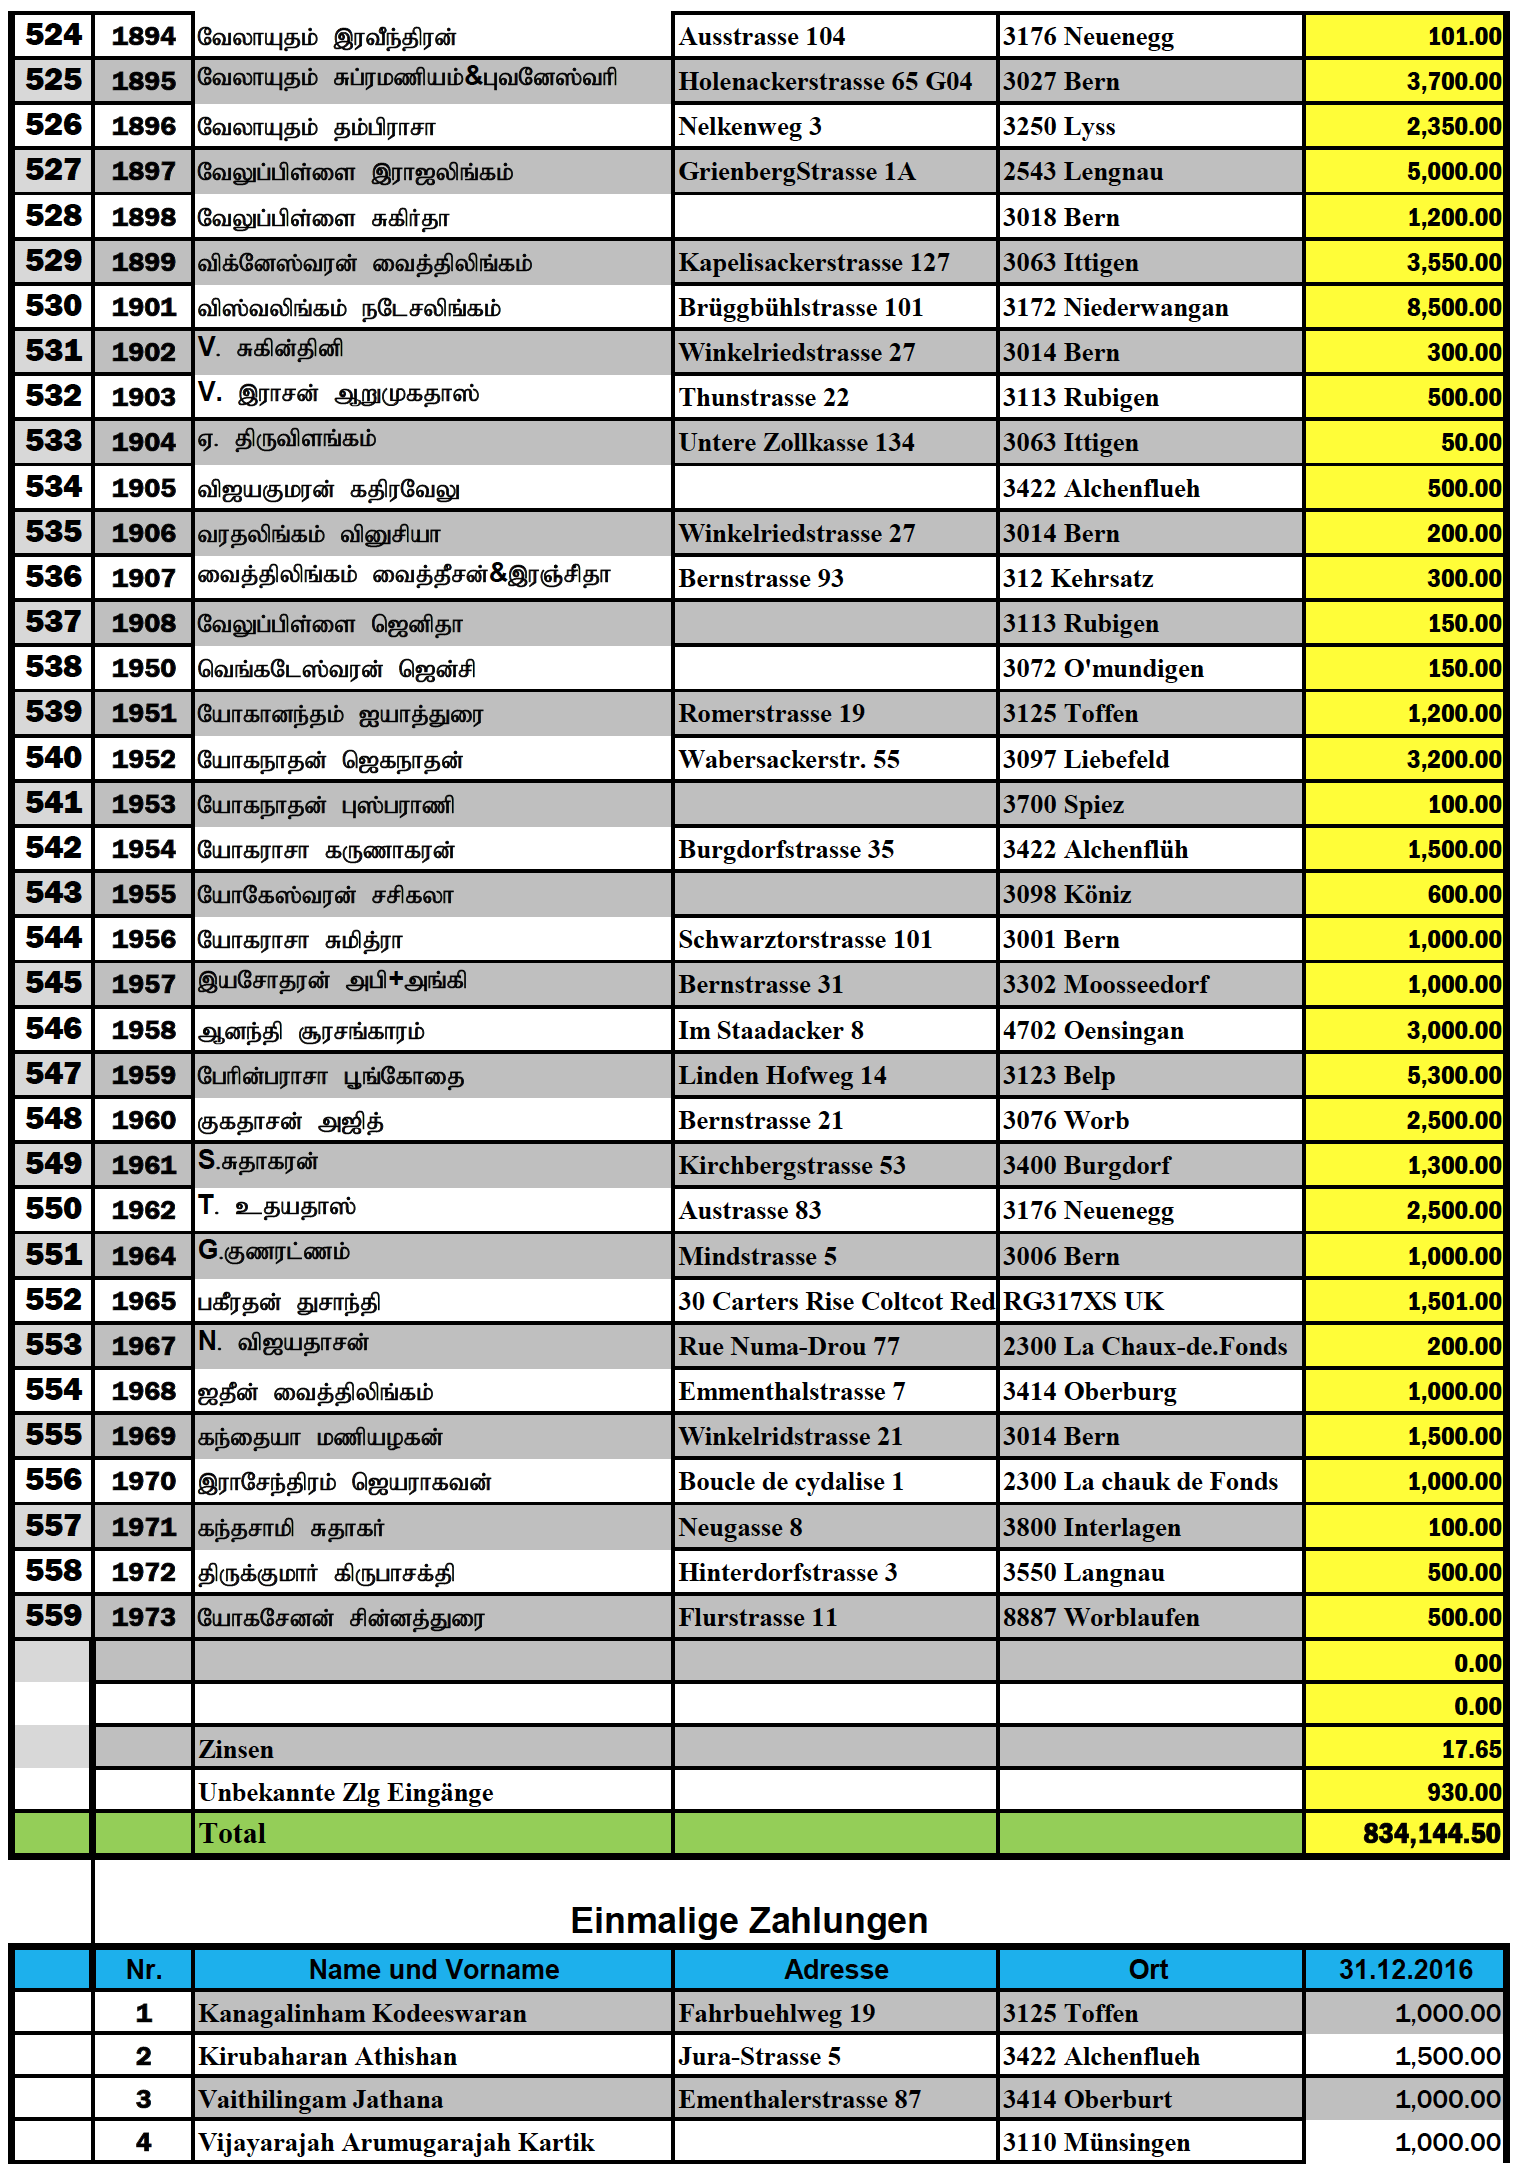 524 1894 வேலாயுதம் இரவீந்திரன் Ausstrasse 104 3176 Neuenegg 101.00
525 1895 வேலாயுதம் சுப்ரமணியம்&புவனேஸ்வரி Holenackerstrasse 65 G04 3027 Bern 3,700.00
526 1896 வேலாயுதம் தம்பிராசா Nelkenweg 3 3250 Lyss 2,350.00
527 1897 வேலுப்பிள்ளை இராஜலிங்கம் GrienbergStrasse 1A 2543 Lengnau 5,000.00
528 1898 வேலுப்பிள்ளை சுகிர்தா 3018 Bern 1,200.00
529 1899 விக்னேஸ்வரன் வைத்திலிங்கம் Kapelisackerstrasse 127 3063 Ittigen 3,550.00
530 1901 விஸ்வலிங்கம் நடேசலிங்கம் Brüggbühlstrasse 101 3172 Niederwangan 8,500.00
531 1902 V. சுகின்தினி Winkelriedstrasse 27 3014 Bern 300.00
532 1903 V. இராசன் ஆறுமுகதாஸ் Thunstrasse 22 3113 Rubigen 500.00
533 1904 ஏ. திருவிளங்கம் Untere Zollkasse 134 3063 Ittigen 50.00
534 1905 விஜயகுமரன் கதிரவேலு 3422 Alchenflueh 500.00
535 1906 வரதலிங்கம் வினுசியா Winkelriedstrasse 27 3014 Bern 200.00
536 1907 வைத்திலிங்கம் வைத்தீசன்&இரஞ்சிதா Bernstrasse 93 312 Kehrsatz 300.00
537 1908 வேலுப்பிள்ளை ஜெனிதா 3113 Rubigen 150.00
538 1950 வெங்கடேஸ்வரன் ஜென்சி 3072 O'mundigen 150.00
539 1951 யோகானந்தம் ஐயாத்துரை Romerstrasse 19 3125 Toffen 1,200.00
540 1952 யோகநாதன் ஜெகநாதன் Wabersackerstr. 55 3097 Liebefeld 3,200.00
541 1953 யோகநாதன் புஸ்பராணி 3700 Spiez 100.00
542 1954 யோகராசா கருணாகரன் Burgdorfstrasse 35 3422 Alchenflüh 1,500.00
543 1955 யோகேஸ்வரன் சசிகலா 3098 Köniz 600.00
544 1956 யோகராசா சுமித்ரா Schwarztorstrasse 101 3001 Bern 1,000.00
545 1957 இயசோதரன் அபி+அங்கி Bernstrasse 31 3302 Moosseedorf 1,000.00
546 1958 ஆனந்தி சூரசங்காரம் Im Staadacker 8 4702 Oensingan 3,000.00
547 1959 பேரின்பராசா பூங்கோதை Linden Hofweg 14 3123 Belp 5,300.00
548 1960 குகதாசன் அஜித் Bernstrasse 21 3076 Worb 2,500.00
549 1961 S.சுதாகரன் Kirchbergstrasse 53 3400 Burgdorf 1,300.00
550 1962 T. உதயதாஸ் Austrasse 83 3176 Neuenegg 2,500.00
551 1964 G.குணரட்ணம் Mindstrasse 5 3006 Bern 1,000.00
552 1965 பகீரதன் துசாந்தி 30 Carters Rise Coltcot Red RG317XS UK 1,501.00
553 1967 N. விஜயதாசன் Rue Numa-Drou 77 2300 La Chaux-de.Fonds 200.00
554 1968 ஜதீன் வைத்திலிங்கம் Emmenthalstrasse 7 3414 Oberburg 1,000.00
555 1969 கந்தையா மணியழகன் Winkelridstrasse 21 3014 Bern 1,500.00
556 1970 இராசேந்திரம் ஜெயராகவன் Boucle de cydalise 1 2300 La chauk de Fonds 1,000.00
557 1971 கந்தசாமி சுதாகர் Neugasse 8 3800 Interlagen 100.00
558 1972 திருக்குமார் கிருபாசக்தி Hinterdorfstrasse 3 3550 Langnau 500.00
559 1973 யோகசேனன் சின்னத்துரை Flurstrasse 11 8887 Worblaufen 500.00
0.00
0.00
Zinsen 17.65
Unbekannte Zlg Eingänge 930.00
Total 834,144.50
Einmalige Zahlungen
Nr. Name und Vorname Adresse Ort 31.12.2016
1 Kanagalinham Kodeeswaran Fahrbuehlweg 19 3125 Toffen 1,000.00
2 Kirubaharan Athishan Jura-Strasse 5 3422 Alchenflueh 1,500.00
3 Vaithilingam Jathana Ementhalerstrasse 87 3414 Oberburt 1,000.00
4 Vijayarajah Arumugarajah Kartik 3110 Münsingen 1,000.00